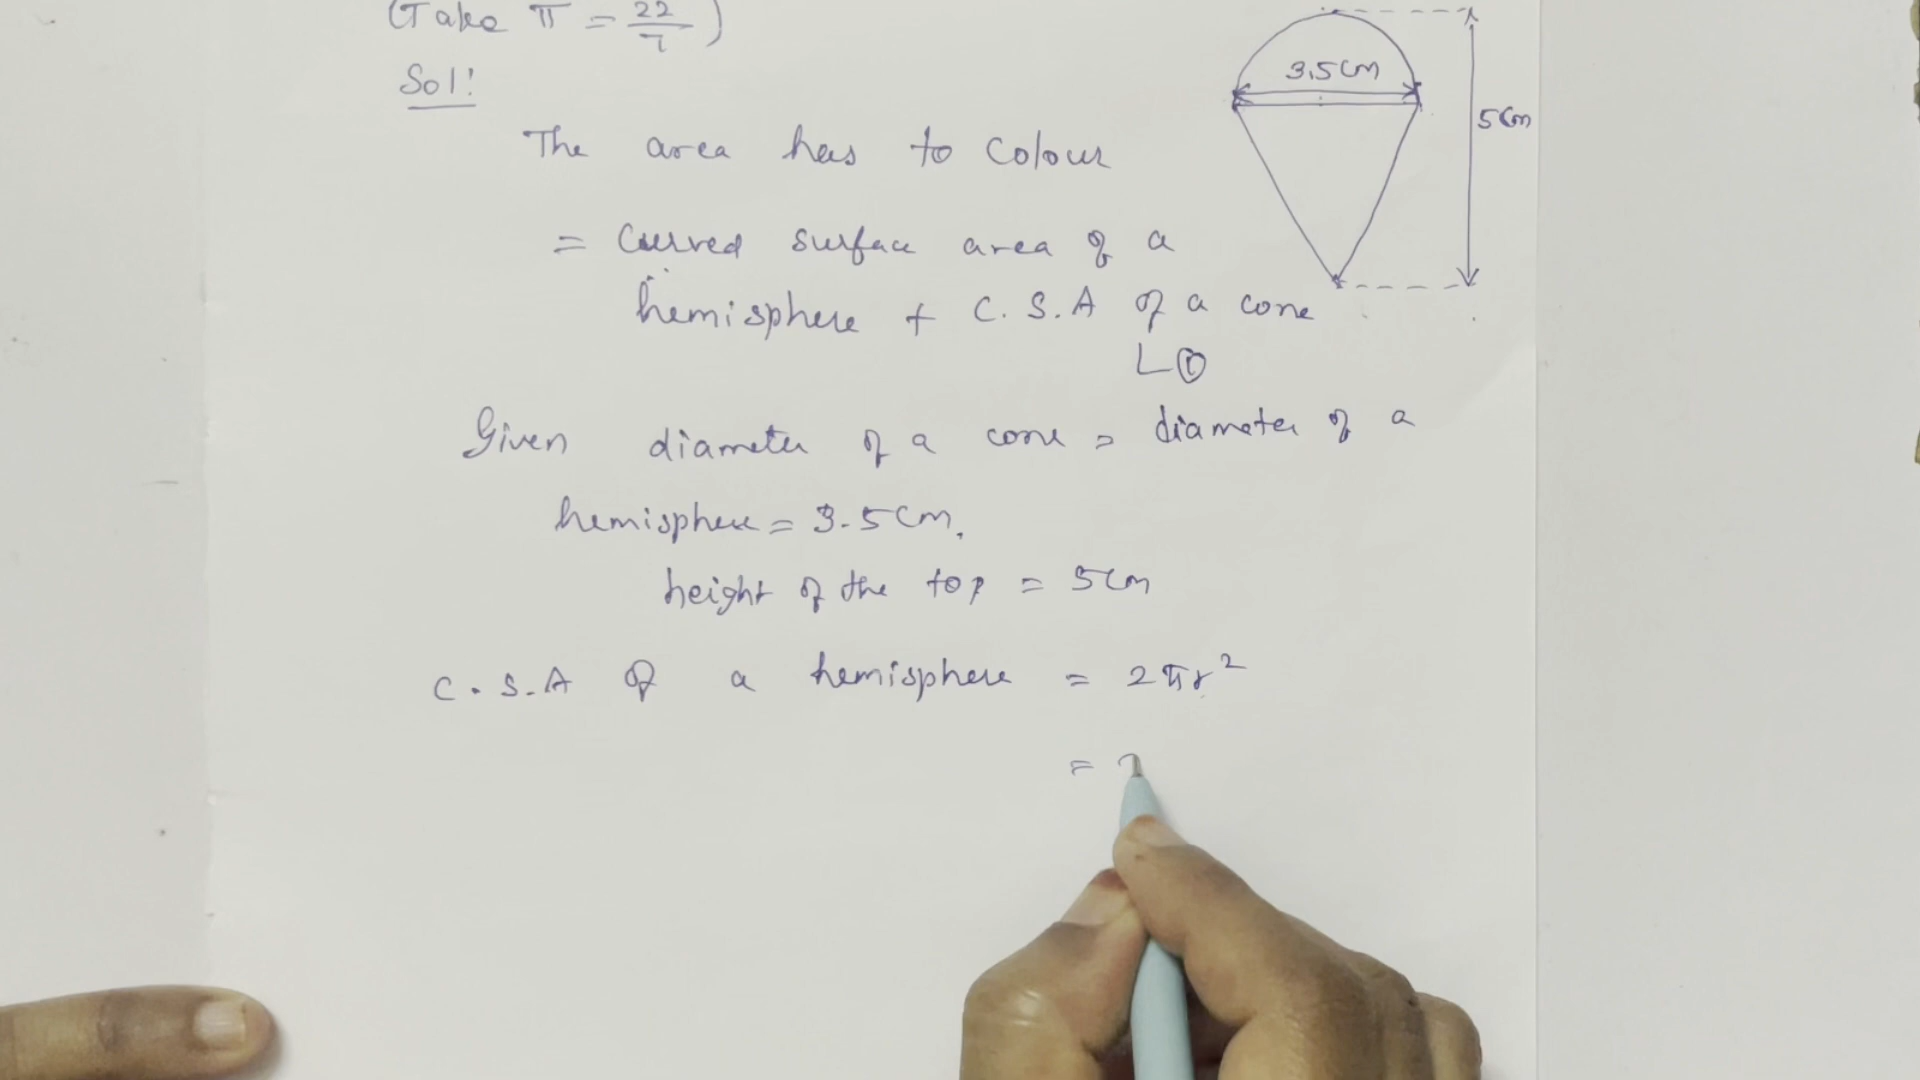 (Take π = 22/7)
Sol!
The area has to colour
= Curved surface area of a
hemisphere + C.S.A of a cone
L①
Given diameter of a cone = diameter of a
hemisphere = 3.5cm.
height of the top = 5cm
C.S.A of a hemisphere = 2πr²
=
3.5cm
5cm